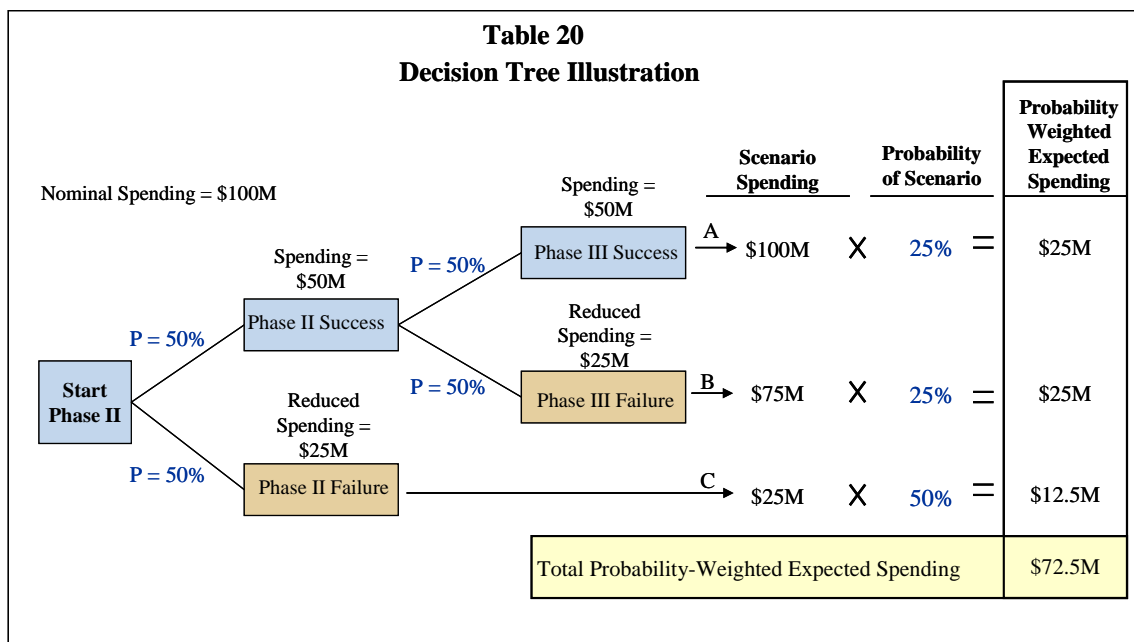 Table 20
Decision Tree Illustration
Nominal Spending = $100M
Scenario
Spending
Probability
of Scenario
Probability
Weighted
Expected
Spending
Spending =
$50M
Phase III Success
A
$100M
X
25%
=
$25M
Spending =
$50M
P = 50%
Phase II Success
P = 50%
Reduced
Spending =
$25M
P = 50%
Phase III Failure
B
$75M
X
25%
=
$25M
Start
Phase II
Reduced
Spending =
$25M
P = 50%
Phase II Failure
C
$25M
X
50%
=
$12.5M
Total Probability-Weighted Expected Spending
$72.5M